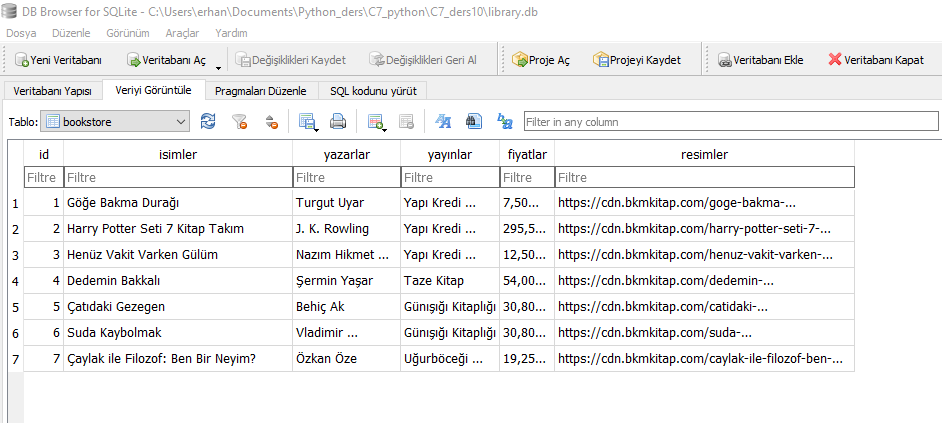 DB Browser for SQLite - C:\Users\erhan\Documents\Python_ders\C7_python\C7_ders10\library.db
Dosya Düzenle Görünüm Araçlar Yardım
Yeni Veritabanı Veritabanı Aç Değişiklikleri Kaydet Değişiklikleri Geri Al Proje Aç Projeyi Kaydet Veritabanı Ekle Veritabanı Kapat
Veritabanı Yapısı Veriyi Görüntüle Pragmaları Düzenle SQL kodunu yürüt
Tablo: bookstore Filter in any column
id isimler yazarlar yayınlar fiyatlar resimler
Filtre Filtre Filtre Filtre Filtre Filtre
1 1 Göğe Bakma Durağı Turgut Uyar Yapı Kredi ... 7,50... https://cdn.bkmkitap.com/goge-bakma-...
2 2 Harry Potter Seti 7 Kitap Takım J. K. Rowling Yapı Kredi ... 295,5... https://cdn.bkmkitap.com/harry-potter-seti-7-...
3 3 Henüz Vakit Varken Gülüm Nazım Hikmet ... Yapı Kredi ... 12,50... https://cdn.bkmkitap.com/henuz-vakit-varken-...
4 4 Dedemin Bakkalı Şermin Yaşar Taze Kitap 54,00... https://cdn.bkmkitap.com/dedemin-...
5 5 Çatıdaki Gezegen Behiç Ak Günışığı Kitaplığı 30,80... https://cdn.bkmkitap.com/catidaki-...
6 6 Suda Kaybolmak Vladimir ... Günışığı Kitaplığı 30,80... https://cdn.bkmkitap.com/suda-...
7 7 Çaylak ile Filozof: Ben Bir Neyim? Özkan Öze Uğurböceği ... 19,25... https://cdn.bkmkitap.com/caylak-ile-filozof-ben-...